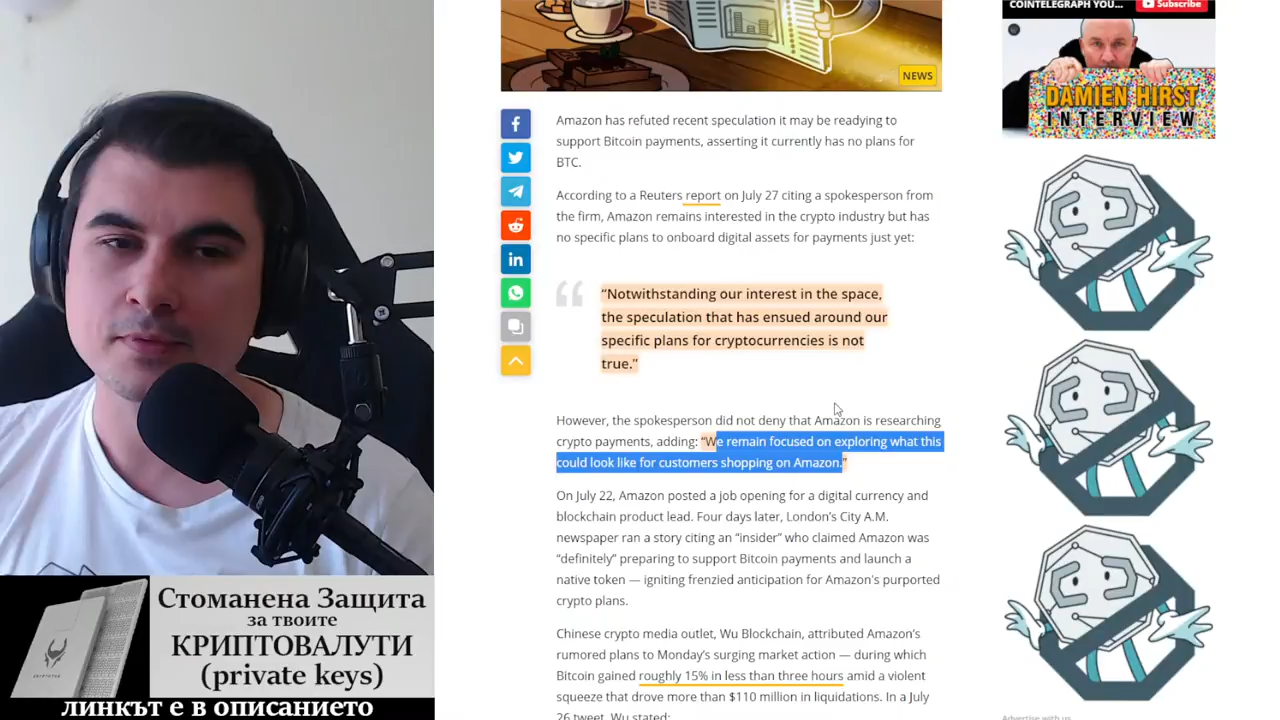 COINTELEGRAPH YOU...
Subscribe
DAMIEN HIRST
INTERVIEW
NEWS
Amazon has refuted recent speculation it may be readying to
support Bitcoin payments, asserting it currently has no plans for
BTC.
According to a Reuters report on July 27 citing a spokesperson from
the firm, Amazon remains interested in the crypto industry but has
no specific plans to onboard digital assets for payments just yet:
“Notwithstanding our interest in the space,
the speculation that has ensued around our
specific plans for cryptocurrencies is not
true.”
However, the spokesperson did not deny that Amazon is researching
crypto payments, adding: “We remain focused on exploring what this
could look like for customers shopping on Amazon.”
On July 22, Amazon posted a job opening for a digital currency and
blockchain product lead. Four days later, London’s City A.M.
newspaper ran a story citing an “insider” who claimed Amazon was
“definitely” preparing to support Bitcoin payments and launch a
native token — igniting frenzied anticipation for Amazon’s purported
crypto plans.
Chinese crypto media outlet, Wu Blockchain, attributed Amazon’s
rumored plans to Monday’s surging market action — during which
Bitcoin gained roughly 15% in less than three hours amid a violent
squeeze that drove more than $110 million in liquidations. In a July
26 tweet, Wu stated:
Advertise with us
Стоманена Защита
за твоите
КРИПТОВАЛУТИ
(private keys)
линкът е в описанието